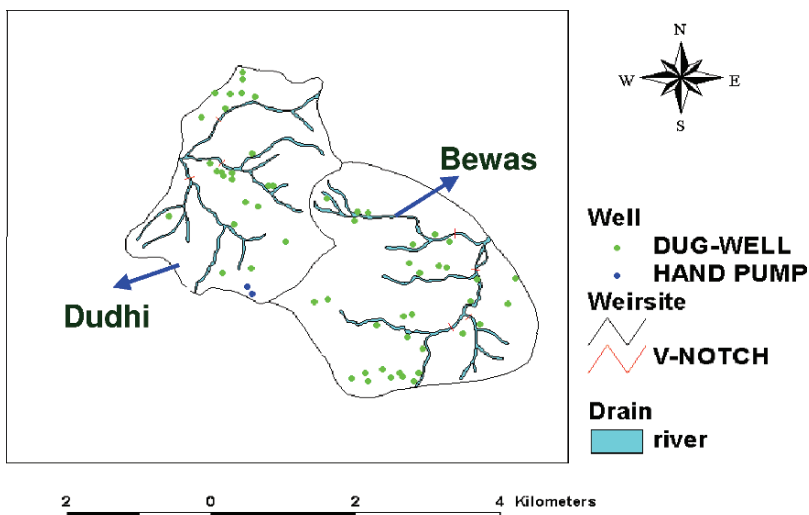 N
W E
S
Bewas
Dudhi
Well
DUG-WELL
HAND PUMP
Weirsite
V-NOTCH
Drain
river
2 0 2 4 Kilometers